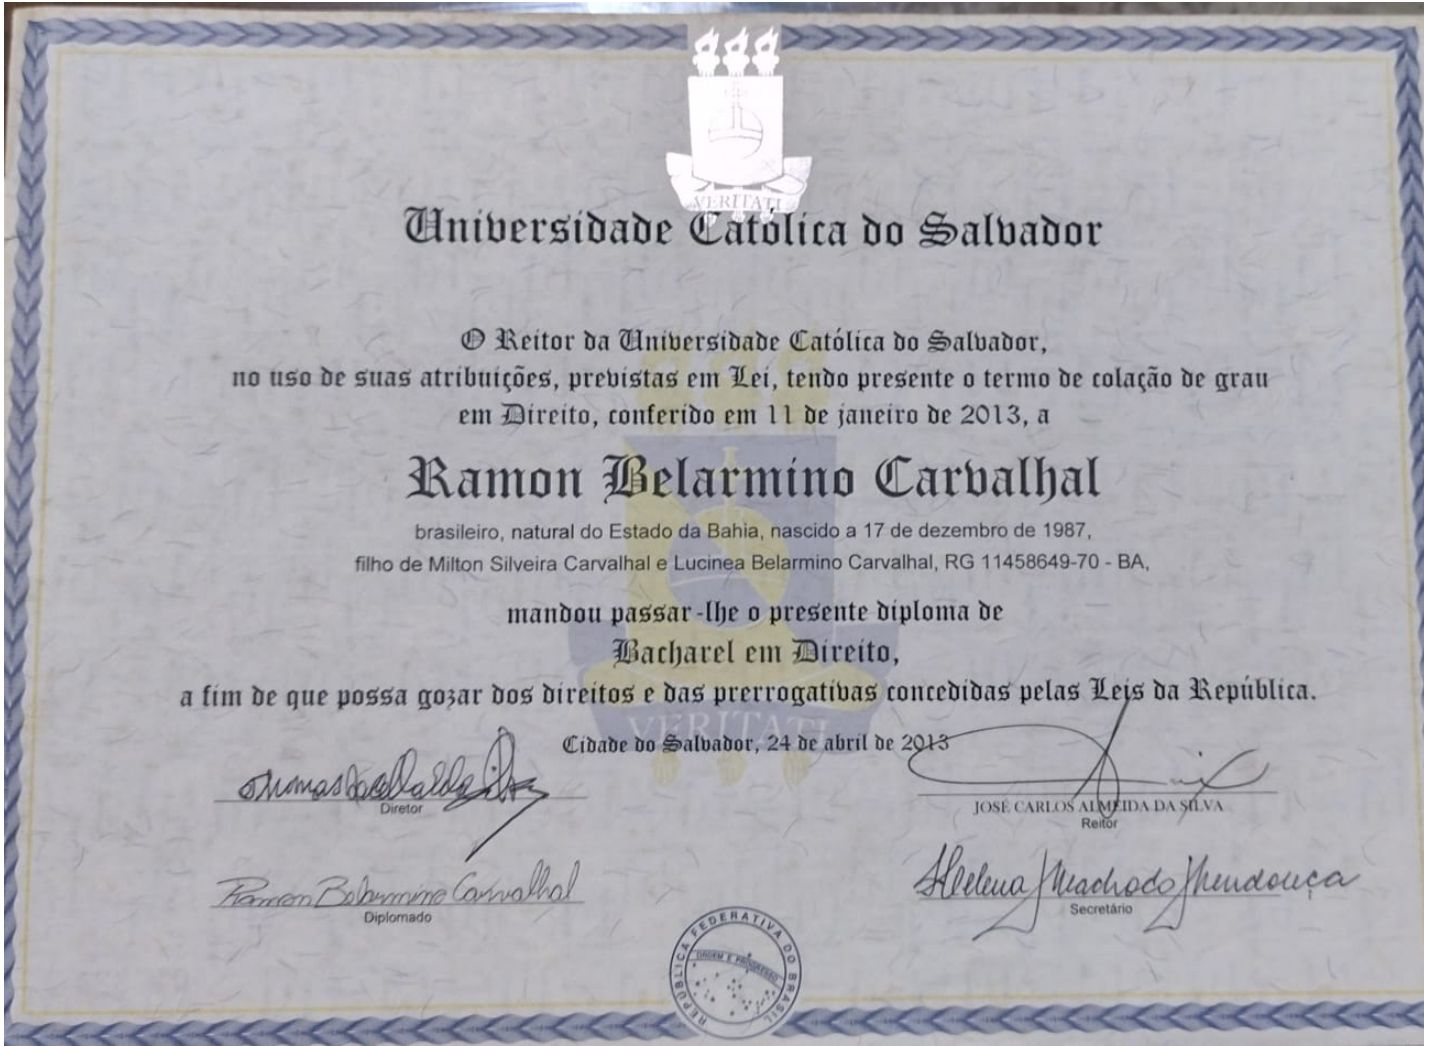 VERITATI
Universidade Católica do Salvador
O Reitor da Universidade Católica do Salvador,
no uso de suas atribuições, previstas em Lei, tendo presente o termo de colação de grau
em Direito, conferido em 11 de janeiro de 2013, a
Ramon Belarmino Carvalhal
brasileiro, natural do Estado da Bahia, nascido a 17 de dezembro de 1987,
filho de Milton Silveira Carvalhal e Lucinea Belarmino Carvalhal, RG 11458649-70 - BA,
mandou passar-lhe o presente diploma de
Bacharel em Direito,
a fim de que possa gozar dos direitos e das prerrogativas concedidas pelas Leis da República.
VERITATI
Cidade do Salvador, 24 de abril de 2013
Diretor
JOSÉ CARLOS ALMEIDA DA SILVA
Reitor
Ramon Belarmino Carvalhal
Diplomado
Helena Machado Mendonça
Secretário
REPÚBLICA FEDERATIVA DO BRASIL
ORDEM E PROGRESSO